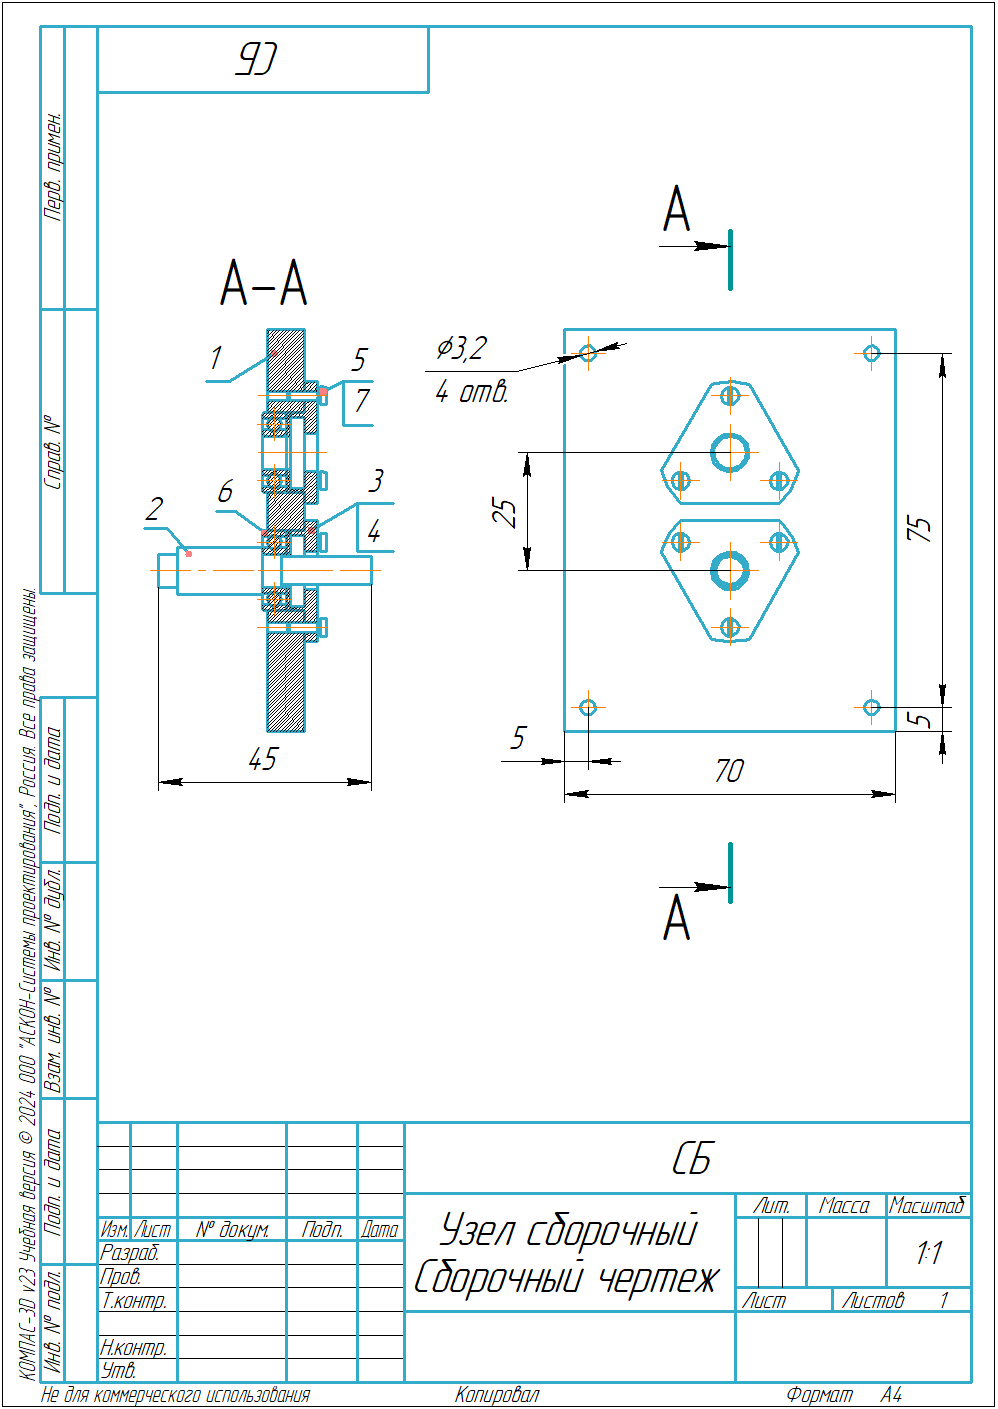 СБ
Перв. примен.
Справ. №
Подп. и дата
Инв. № дубл.
Взам. инв. №
Подп. и дата
Инв. № подл.
КОМПАС-3D v23 Учебная версия © 2024 ООО "АСКОН-Системы проектирования", Россия. Все права защищены.
А
А-А
1
5
7
2
6
3
4
45
⌀3,2
4 отв.
25
75
5
5
70
А
СБ
Изм. Лист № докум. Подп. Дата
Разраб.
Пров.
Т.контр.
Н.контр.
Утв.
Узел сборочный
Сборочный чертеж
Лит. Масса Масштаб
1:1
Лист Листов 1
Не для коммерческого использования Копировал Формат А4